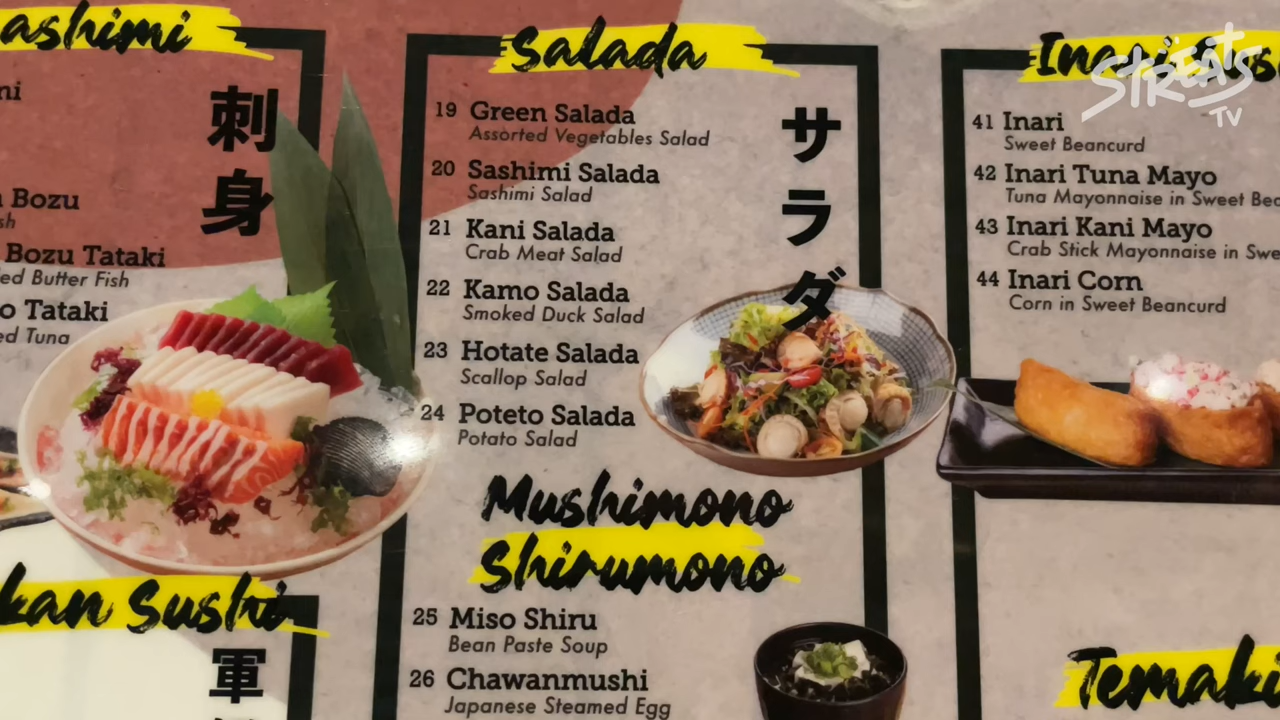 ashimi
刺身
Bozu
Bozu Tataki
ed Butter Fish
o Tataki
ed Tuna
kan Sushi
軍
Salada
サラダ
19 Green Salada
Assorted Vegetables Salad
20 Sashimi Salada
Sashimi Salad
21 Kani Salada
Crab Meat Salad
22 Kamo Salada
Smoked Duck Salad
23 Hotate Salada
Scallop Salad
24 Poteto Salada
Potato Salad
Mushimono
Shirumono
25 Miso Shiru
Bean Paste Soup
26 Chawanmushi
Japanese Steamed Egg
Inari Sus
STREATS
TV
41 Inari
Sweet Beancurd
42 Inari Tuna Mayo
Tuna Mayonnaise in Sweet Bea
43 Inari Kani Mayo
Crab Stick Mayonnaise in Swe
44 Inari Corn
Corn in Sweet Beancurd
Temaki